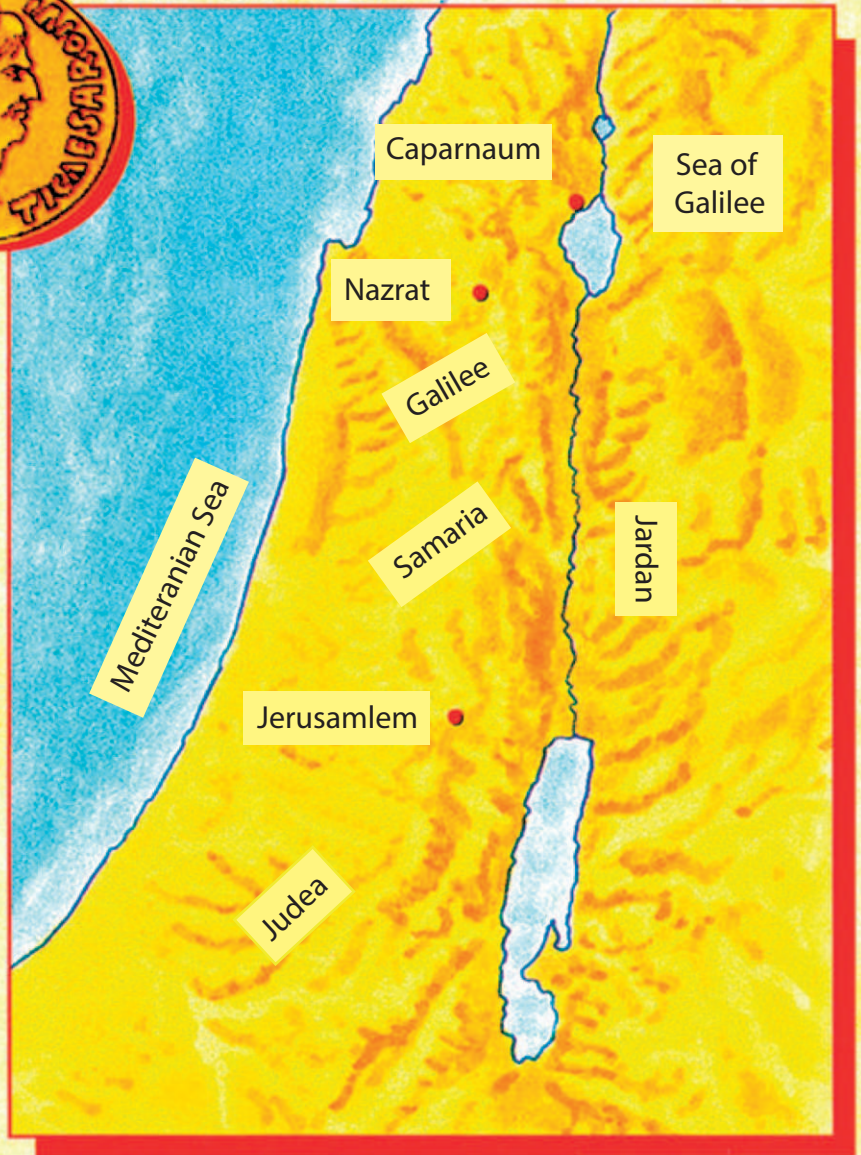 Caparnaum
Sea of
Galilee
Nazrat
Galilee
Mediteranian Sea
Samaria
Jardan
Jerusamlem
Judea